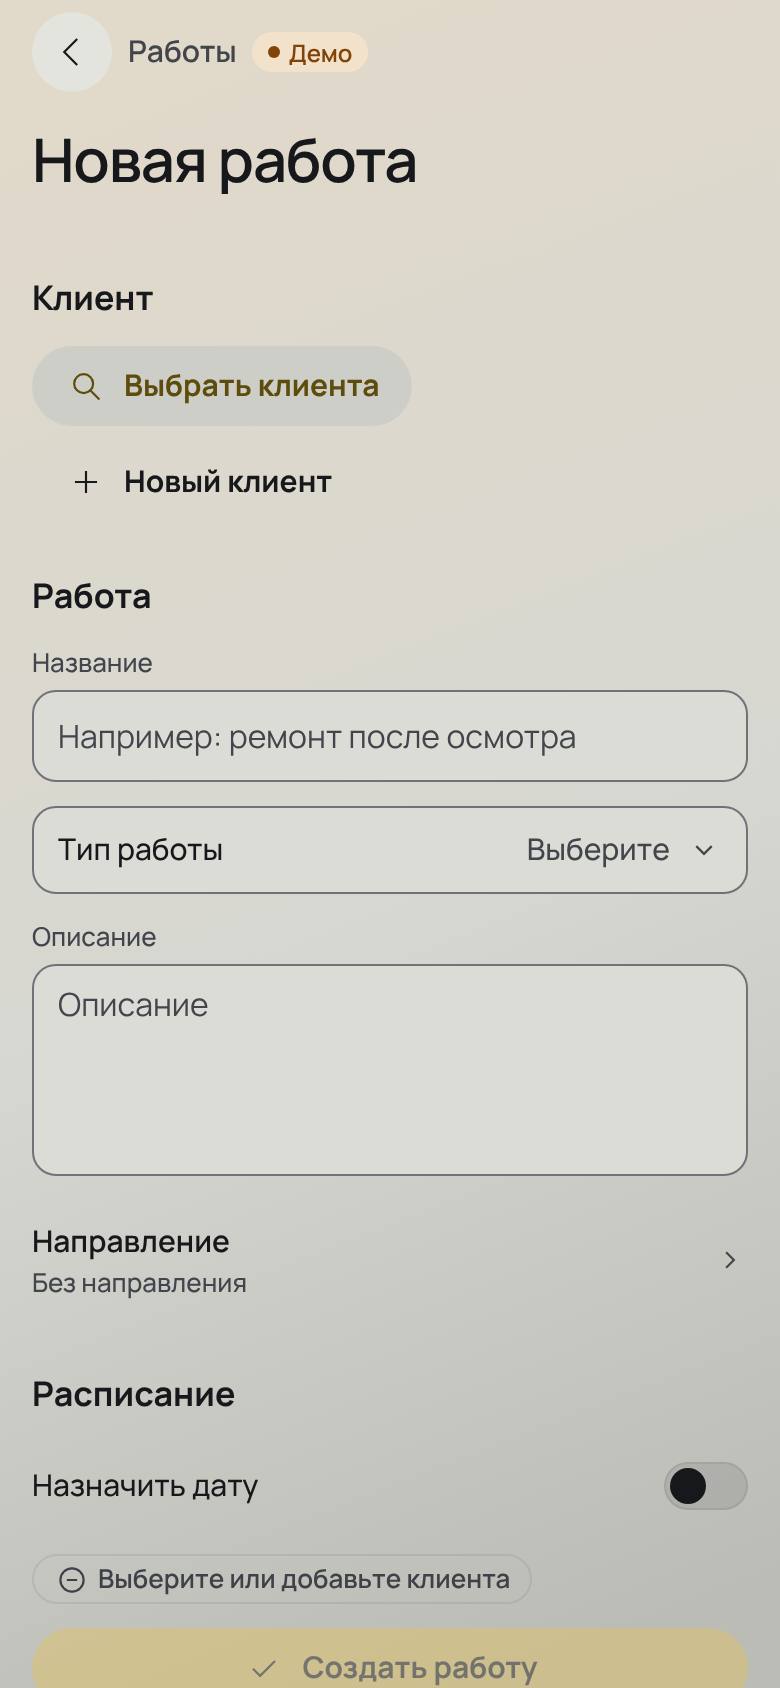 Работы
Демо
Новая работа
Клиент
Выбрать клиента
Новый клиент
Работа
Название
Например: ремонт после осмотра
Тип работы Выберите
Описание
Описание
Направление
Без направления
Расписание
Назначить дату
Выберите или добавьте клиента
Создать работу